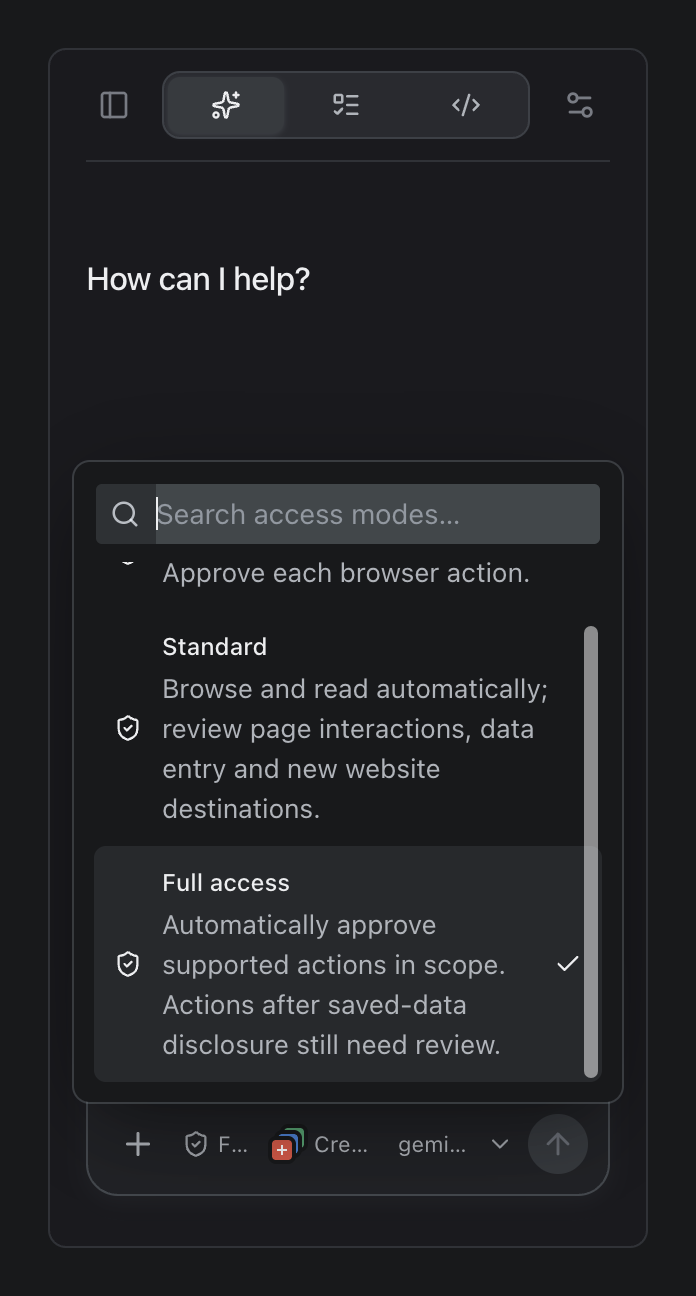 How can I help?
Search access modes...
Approve each browser action.
Standard
Browse and read automatically;
review page interactions, data
entry and new website
destinations.
Full access
Automatically approve
supported actions in scope.
Actions after saved-data
disclosure still need review.
F... Cre... gemi...